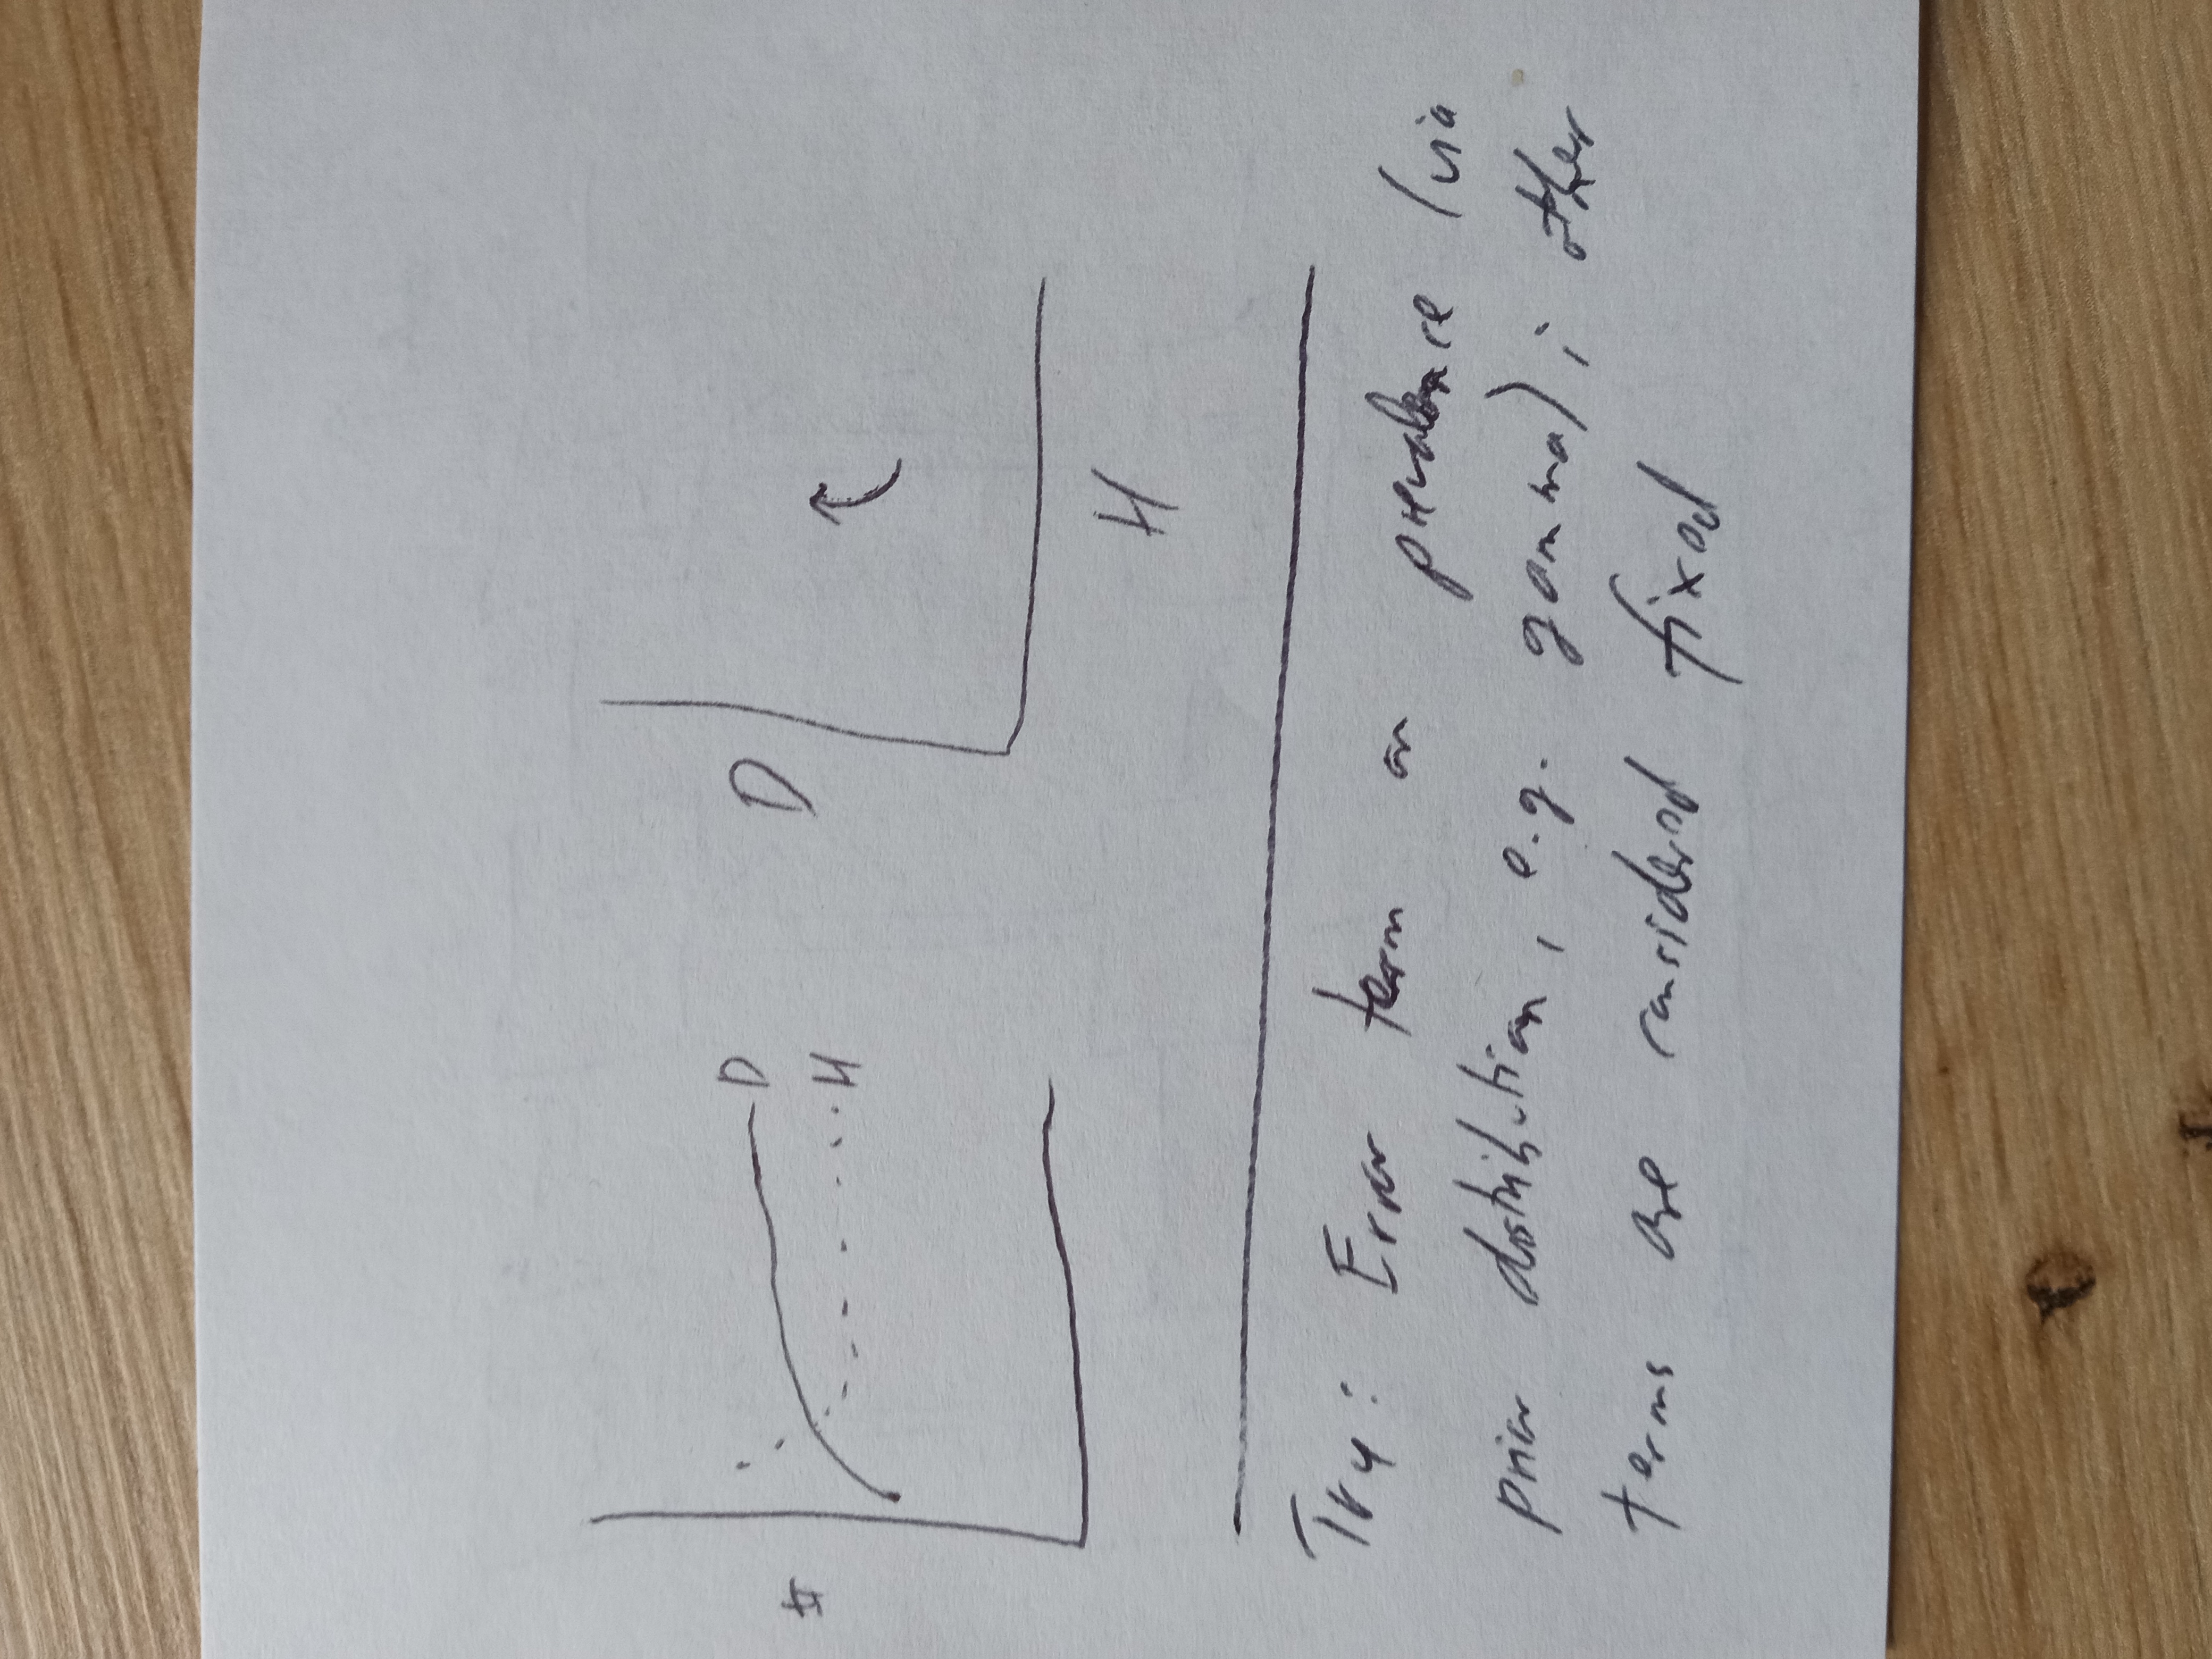 #
D
H
D
H
Try: Error term on prevalence (via
prior distribution, e.g. gamma); other
terms are considered fixed